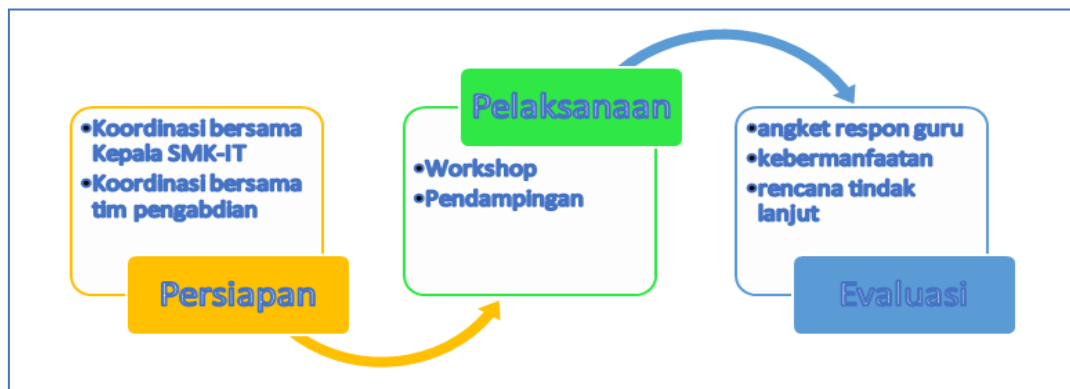 •Koordinasi bersama
Kepala SMK-IT
•Koordinasi bersama
tim pengabdian
Persiapan
Pelaksanaan
•Workshop
•Pendampingan
•angket respon guru
•kebermanfaatan
•rencana tindak
lanjut
Evaluasi